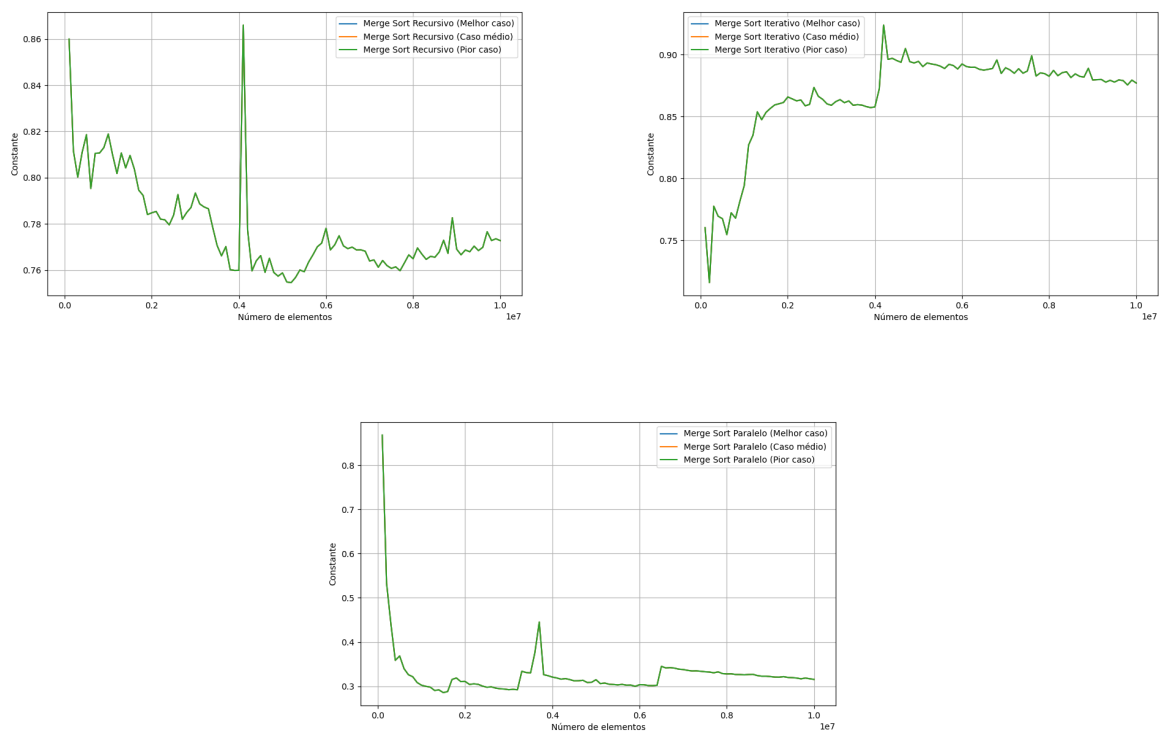 Merge Sort Recursivo (Melhor caso)
Merge Sort Recursivo (Caso médio)
Merge Sort Recursivo (Pior caso)
0.86
0.84
0.82
0.80
0.78
0.76
Constante
0.0 0.2 0.4 0.6 0.8 1.0
1e7
Número de elementos
Merge Sort Iterativo (Melhor caso)
Merge Sort Iterativo (Caso médio)
Merge Sort Iterativo (Pior caso)
0.90
0.85
0.80
0.75
Constante
0.0 0.2 0.4 0.6 0.8 1.0
1e7
Número de elementos
Merge Sort Paralelo (Melhor caso)
Merge Sort Paralelo (Caso médio)
Merge Sort Paralelo (Pior caso)
0.8
0.7
0.6
0.5
0.4
0.3
Constante
0.0 0.2 0.4 0.6 0.8 1.0
1e7
Número de elementos